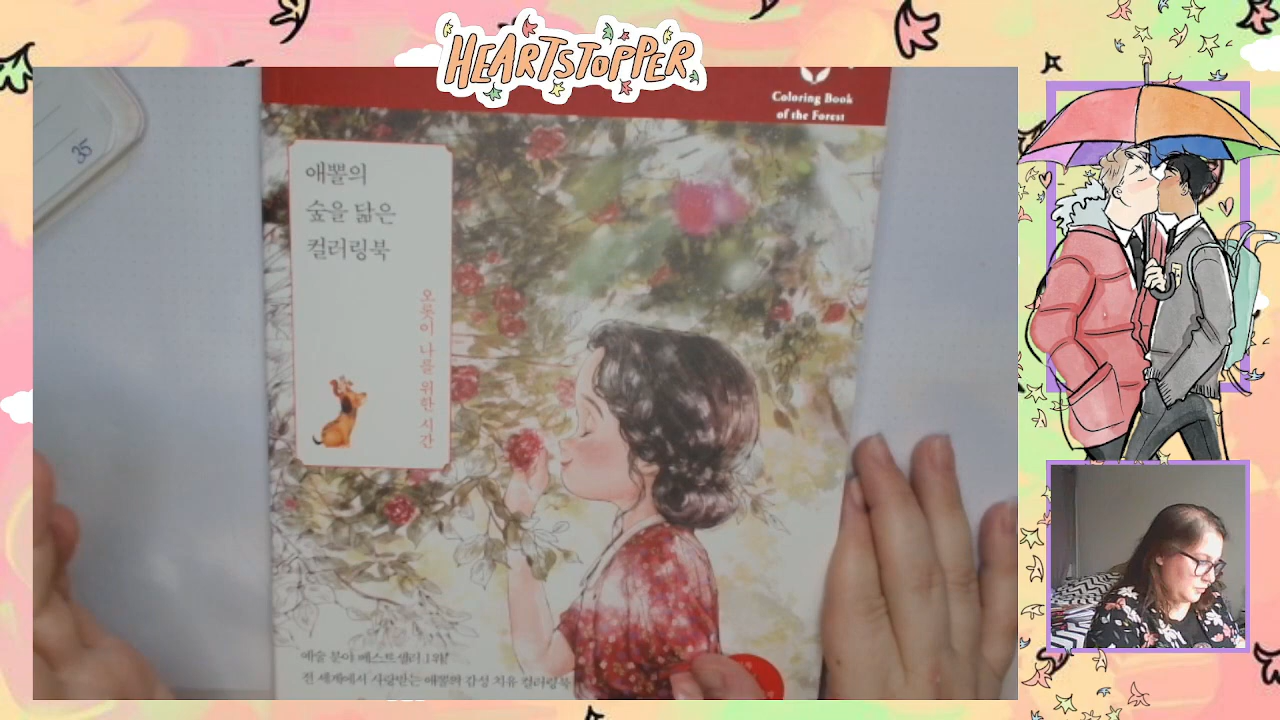 HEARTSTOPPER
35
Coloring Book
of the Forest
애뽈의
숲을 닮은
컬러링북
오롯이 나를 위한 시간
예술 분야 베스트셀러 1위!
전 세계에서 사랑받는 애뽈의 감성 치유 컬러링북